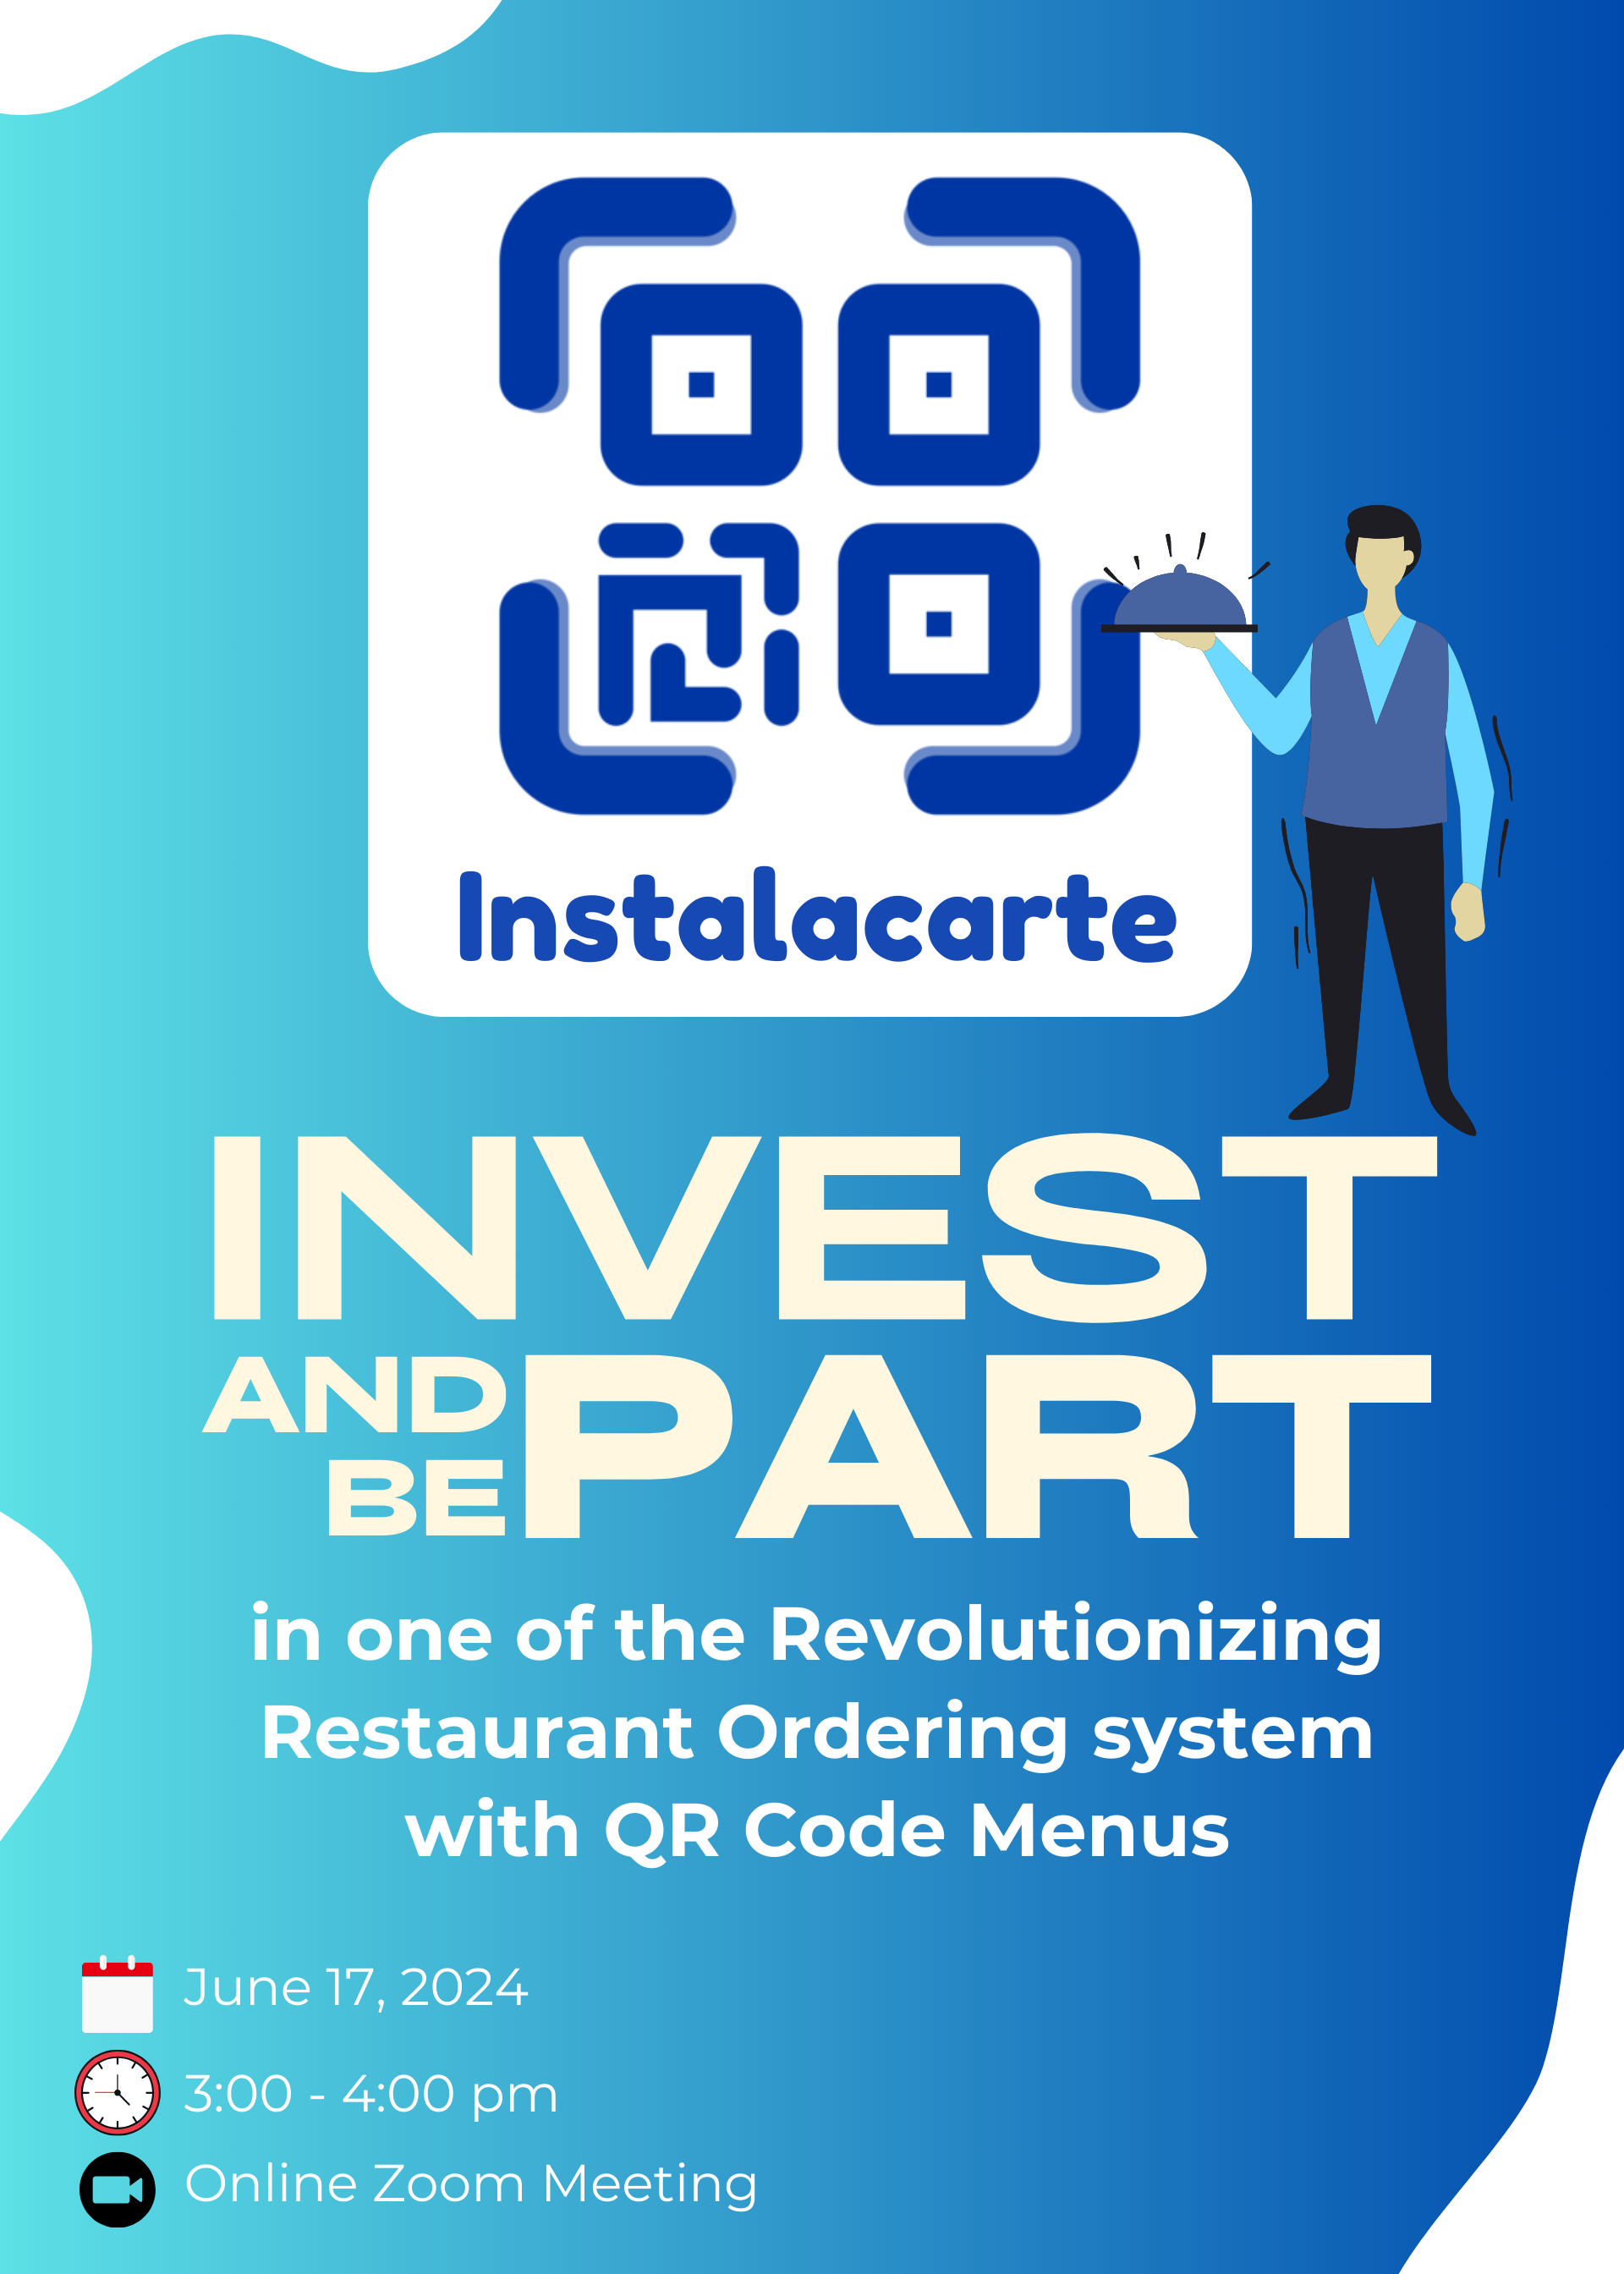 Instalacarte
INVEST
AND
BE PART
in one of the Revolutionizing
Restaurant Ordering system
with QR Code Menus
June 17, 2024
3:00 - 4:00 pm
Online Zoom Meeting